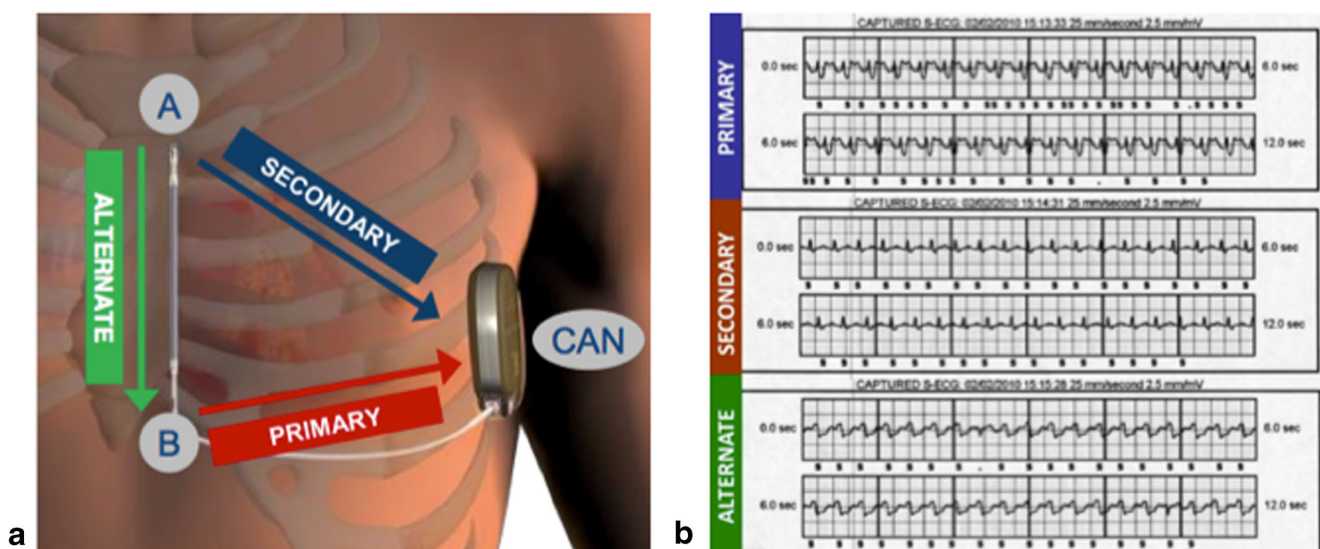 A
SECONDARY
ALTERNATE
CAN
PRIMARY
B
a
PRIMARY
CAPTURED S-ECG: 02/02/2010 15:13:33 25 mm/second 2.5 mm/mV
0.0 sec
6.0 sec
6.0 sec
12.0 sec
SECONDARY
CAPTURED S-ECG: 02/02/2010 15:14:31 25 mm/second 2.5 mm/mV
0.0 sec
6.0 sec
6.0 sec
12.0 sec
ALTERNATE
CAPTURED S-ECG: 02/02/2010 15:15:28 25 mm/second 2.5 mm/mV
0.0 sec
6.0 sec
6.0 sec
12.0 sec
b